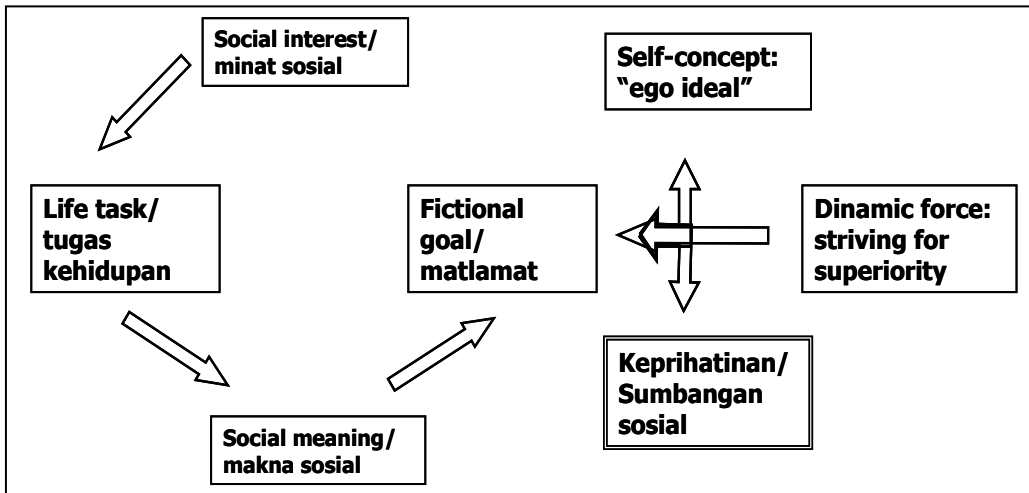 Social interest/
minat sosial
Self-concept:
“ego ideal”
Life task/
tugas
kehidupan
Fictional
goal/
matlamat
Dinamic force:
striving for
superiority
Keprihatinan/
Sumbangan
sosial
Social meaning/
makna sosial